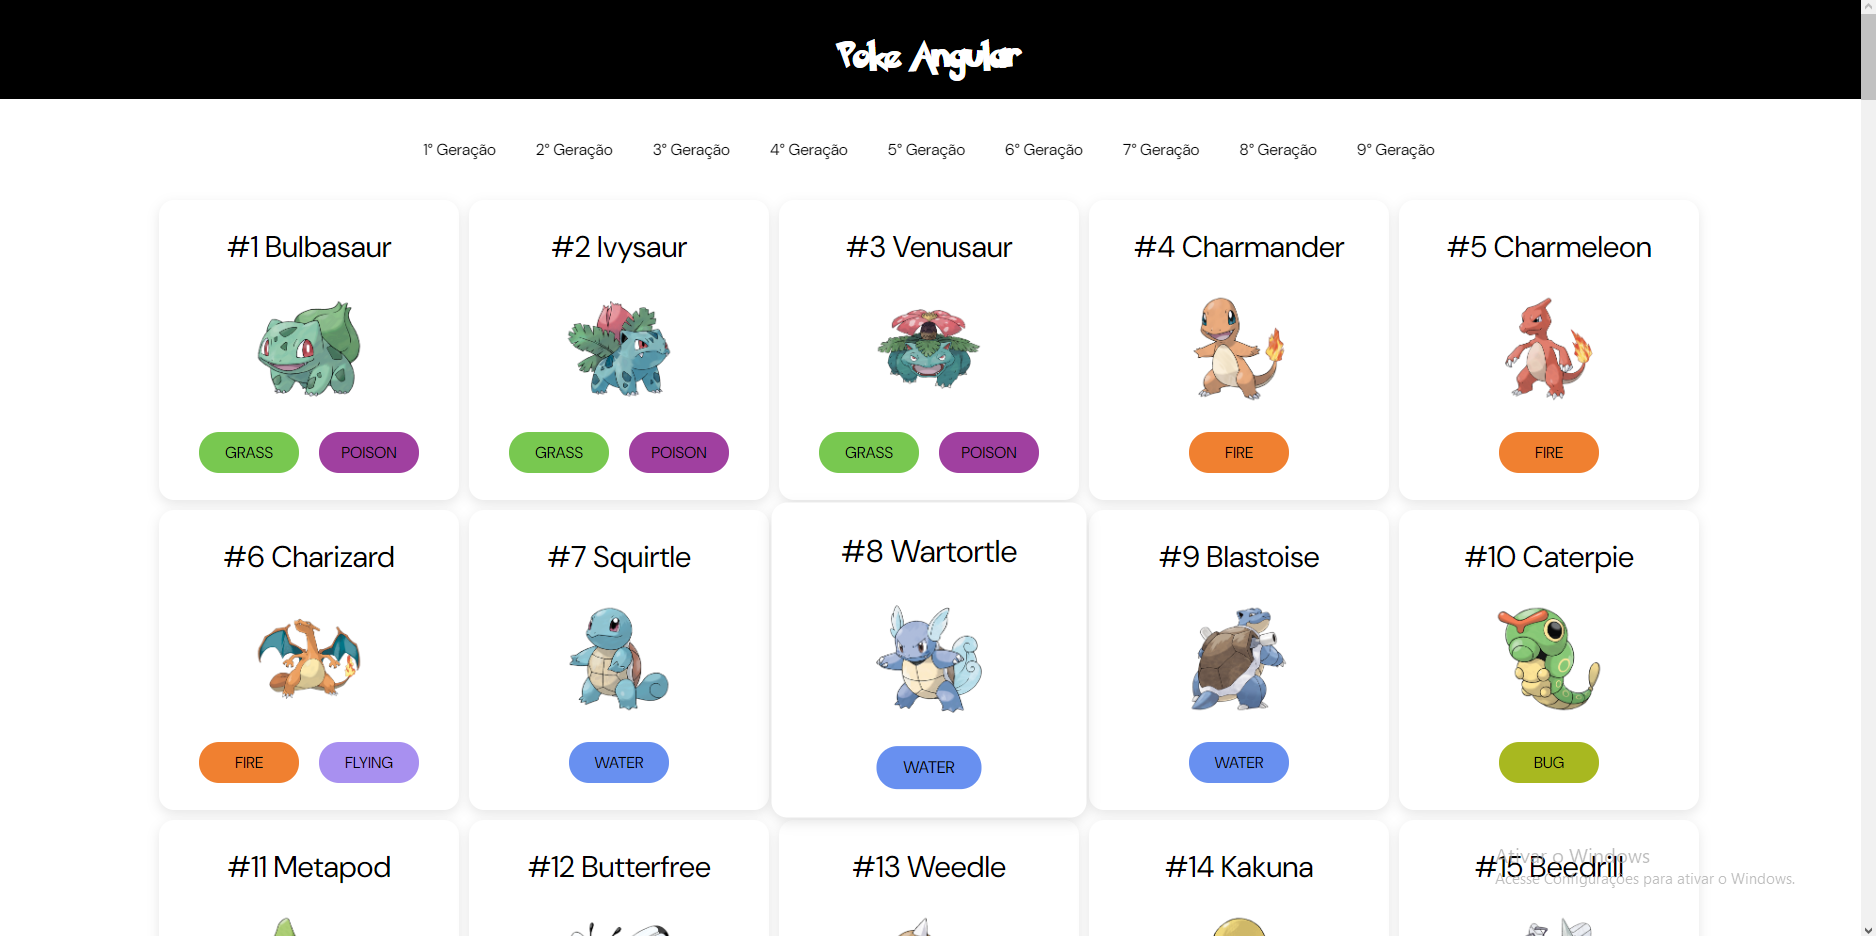 Poke Angular
1° Geração 2° Geração 3° Geração 4° Geração 5° Geração 6° Geração 7° Geração 8° Geração 9° Geração
#1 Bulbasaur #2 Ivysaur #3 Venusaur #4 Charmander #5 Charmeleon
GRASS POISON GRASS POISON GRASS POISON FIRE FIRE
#6 Charizard #7 Squirtle #8 Wartortle #9 Blastoise #10 Caterpie
FIRE FLYING WATER WATER WATER BUG
#11 Metapod #12 Butterfree #13 Weedle #14 Kakuna #15 Beedrill
Ativar o Windows
Acesse Configurações para ativar o Windows.